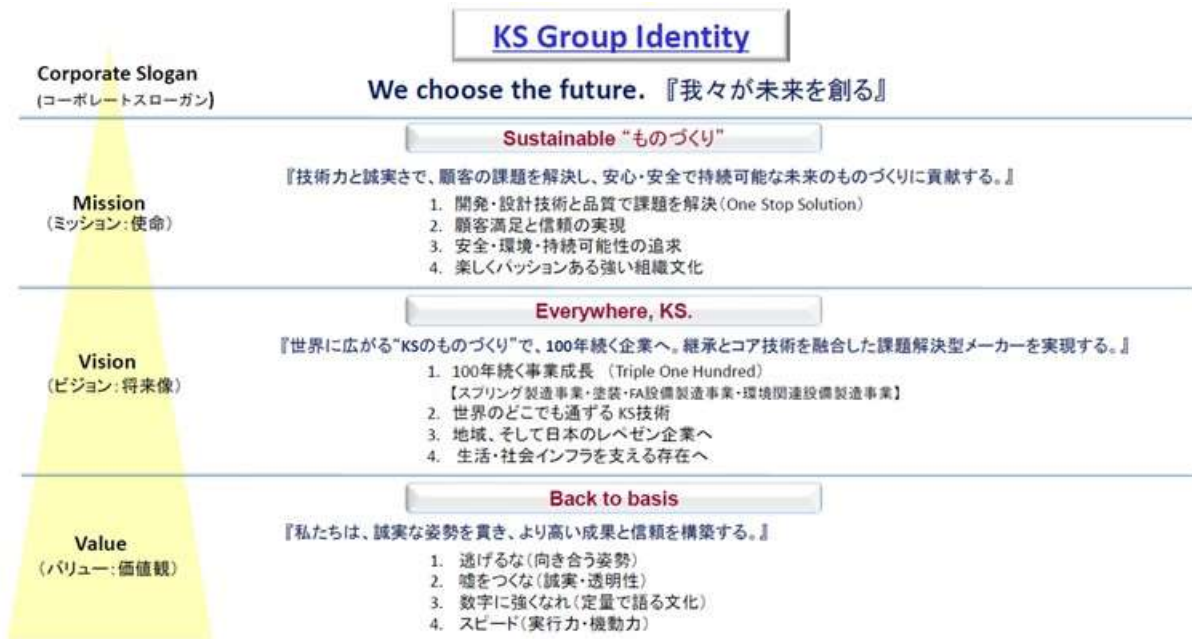 KS Group Identity
Corporate Slogan
(コーポレートスローガン)
We choose the future. 『我々が未来を創る』
Sustainable “ものづくり”
Mission
(ミッション:使命)
『技術力と誠実さで、顧客の課題を解決し、安心・安全で持続可能な未来のものづくりに貢献する。』
1. 開発・設計技術と品質で課題を解決(One Stop Solution)
2. 顧客満足と信頼の実現
3. 安全・環境・持続可能性の追求
4. 楽しくパッションある強い組織文化
Everywhere, KS.
Vision
(ビジョン:将来像)
『世界に広がる“KSのものづくり”で、100年続く企業へ。継承とコア技術を融合した課題解決型メーカーを実現する。』
1. 100年続く事業成長 (Triple One Hundred)
【スプリング製造事業・塗装・FA設備製造事業・環境関連設備製造事業】
2. 世界のどこでも通ずる KS技術
3. 地域、そして日本のレペゼン企業へ
4. 生活・社会インフラを支える存在へ
Back to basis
Value
(バリュー:価値観)
『私たちは、誠実な姿勢を貫き、より高い成果と信頼を構築する。』
1. 逃げるな(向き合う姿勢)
2. 嘘をつくな(誠実・透明性)
3. 数字に強くなれ(定量で語る文化)
4. スピード(実行力・機動力)